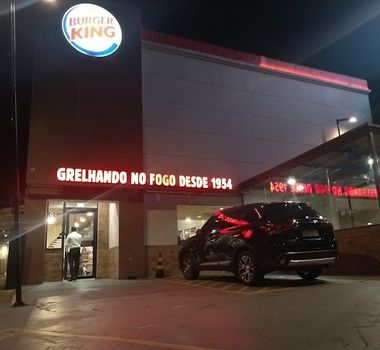 BURGER
KING
GRELHANDO NO FOGO DESDE 1954